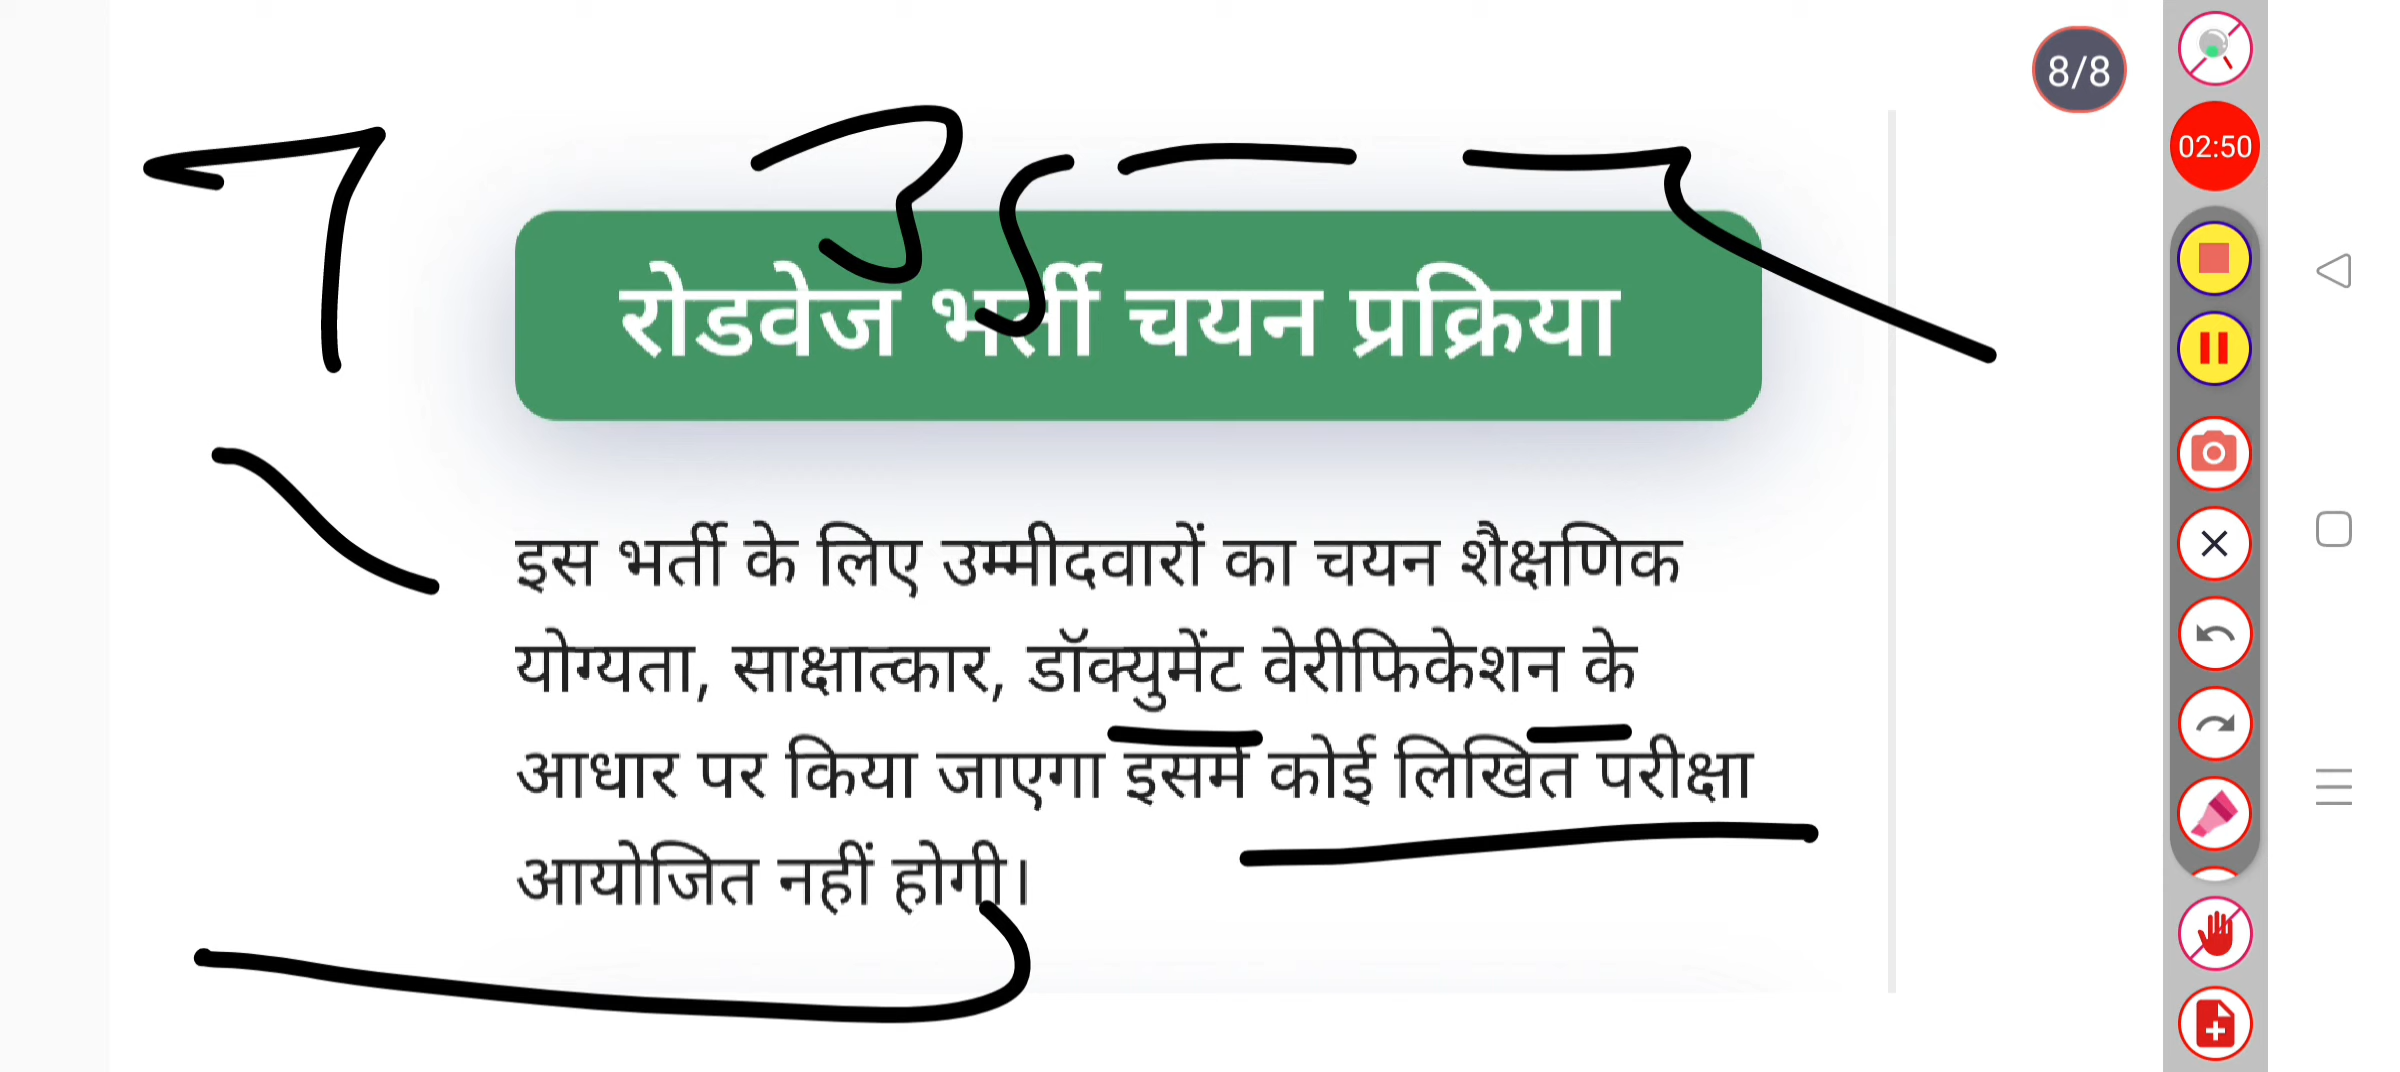 8/8
02:50
रोडवेज भर्ती चयन प्रक्रिया
इस भर्ती के लिए उम्मीदवारों का चयन शैक्षणिक
योग्यता, साक्षात्कार, डॉक्युमेंट वेरीफिकेशन के
आधार पर किया जाएगा इसमें कोई लिखित परीक्षा
आयोजित नहीं होगी।